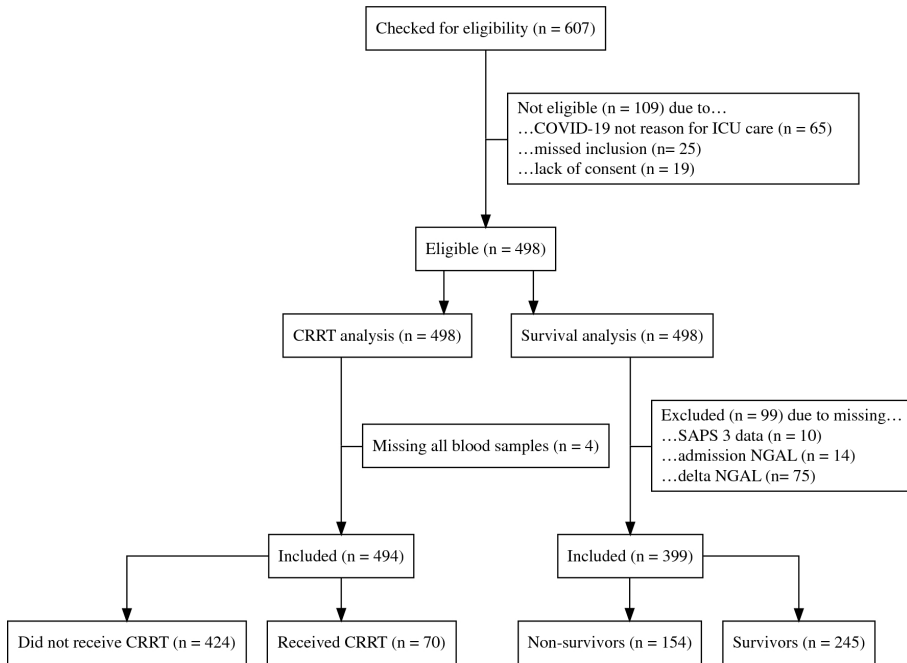 Checked for eligibility (n = 607)
Not eligible (n = 109) due to…
…COVID-19 not reason for ICU care (n = 65)
…missed inclusion (n= 25)
…lack of consent (n = 19)
Eligible (n = 498)
CRRT analysis (n = 498)
Survival analysis (n = 498)
Excluded (n = 99) due to missing…
…SAPS 3 data (n = 10)
…admission NGAL (n = 14)
…delta NGAL (n= 75)
Missing all blood samples (n = 4)
Included (n = 494)
Included (n = 399)
Did not receive CRRT (n = 424)
Received CRRT (n = 70)
Non-survivors (n = 154)
Survivors (n = 245)